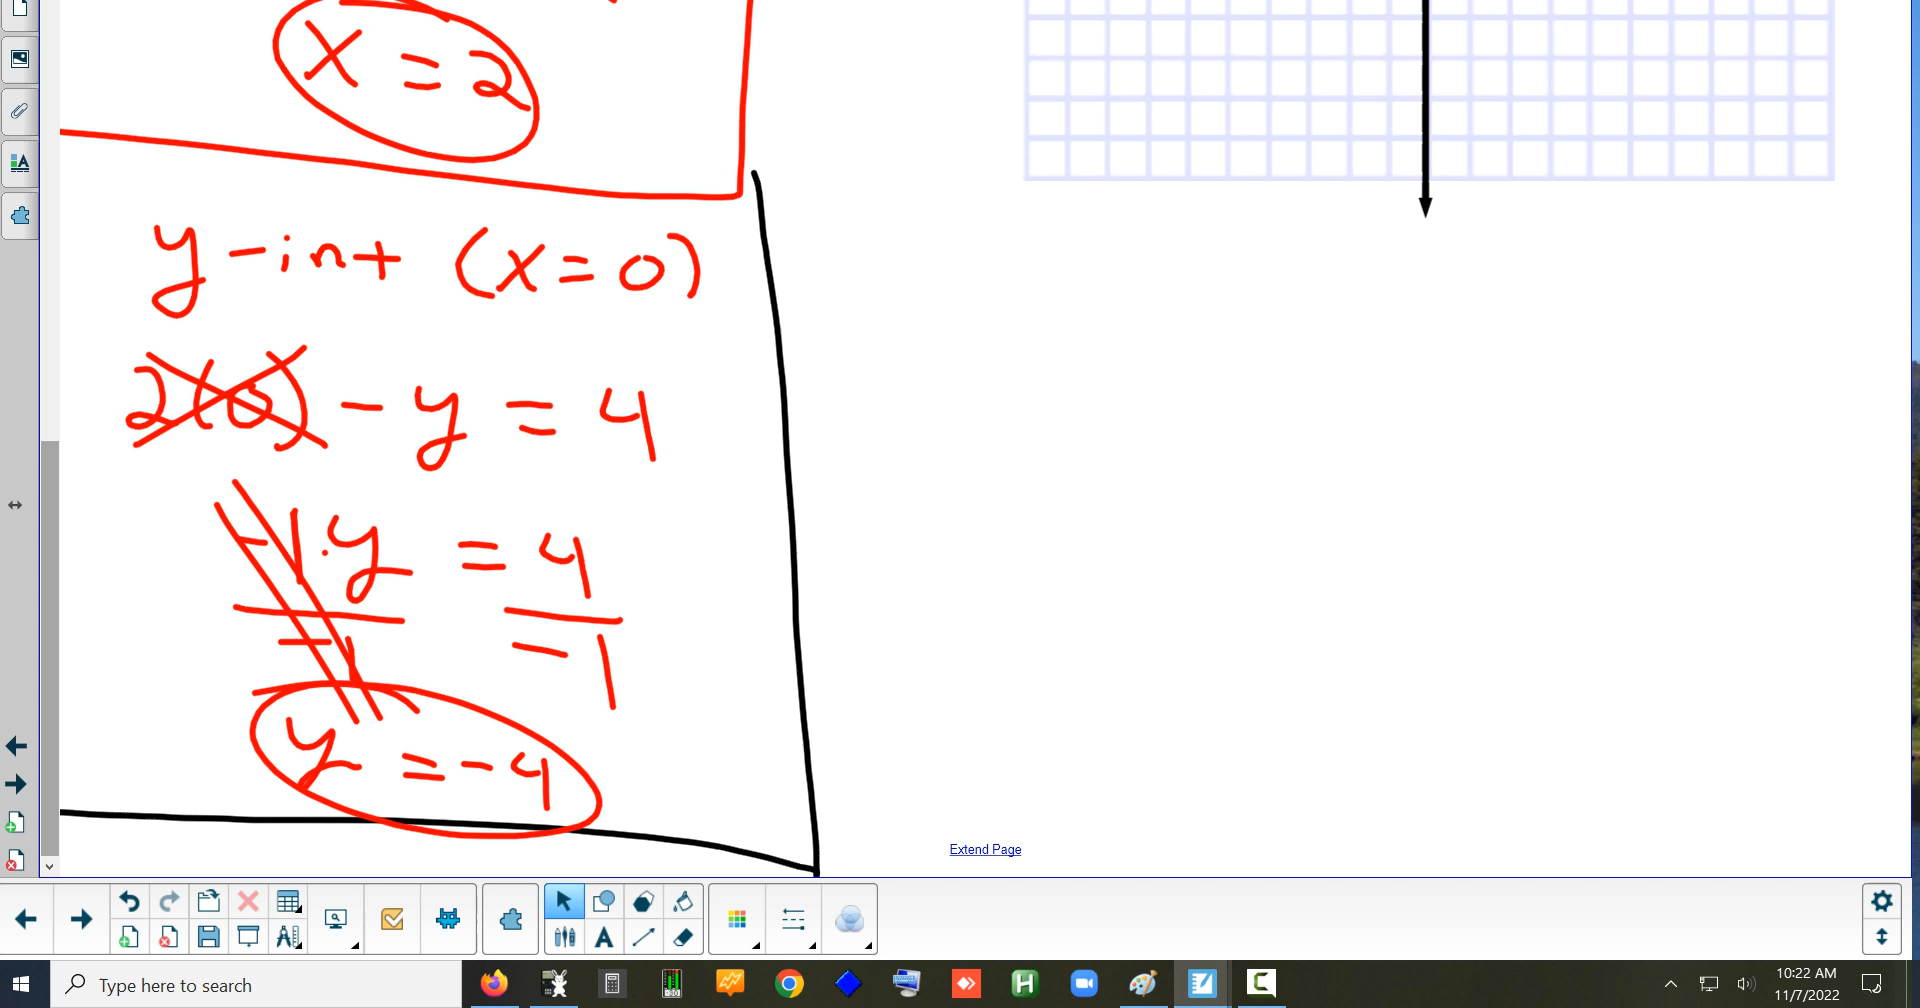 x = 2
y - int (x = 0)
2(0) - y = 4
-1·y = 4
-1 -1
y = -4
Extend Page
Type here to search
10:22 AM
11/7/2022